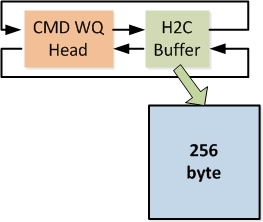 CMD WQ
Head
H2C
Buffer
256
byte